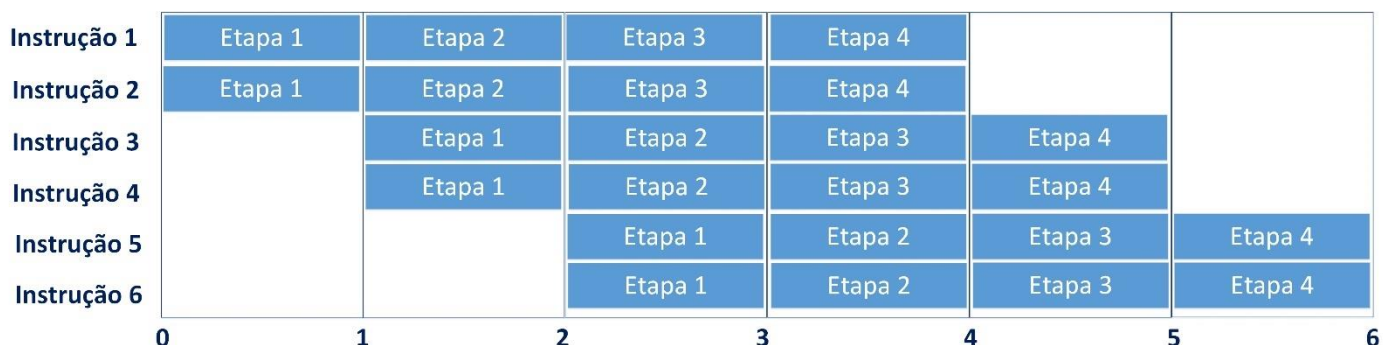 Instrução 1 Etapa 1 Etapa 2 Etapa 3 Etapa 4
Instrução 2 Etapa 1 Etapa 2 Etapa 3 Etapa 4
Instrução 3 Etapa 1 Etapa 2 Etapa 3 Etapa 4
Instrução 4 Etapa 1 Etapa 2 Etapa 3 Etapa 4
Instrução 5 Etapa 1 Etapa 2 Etapa 3 Etapa 4
Instrução 6 Etapa 1 Etapa 2 Etapa 3 Etapa 4
0 1 2 3 4 5 6